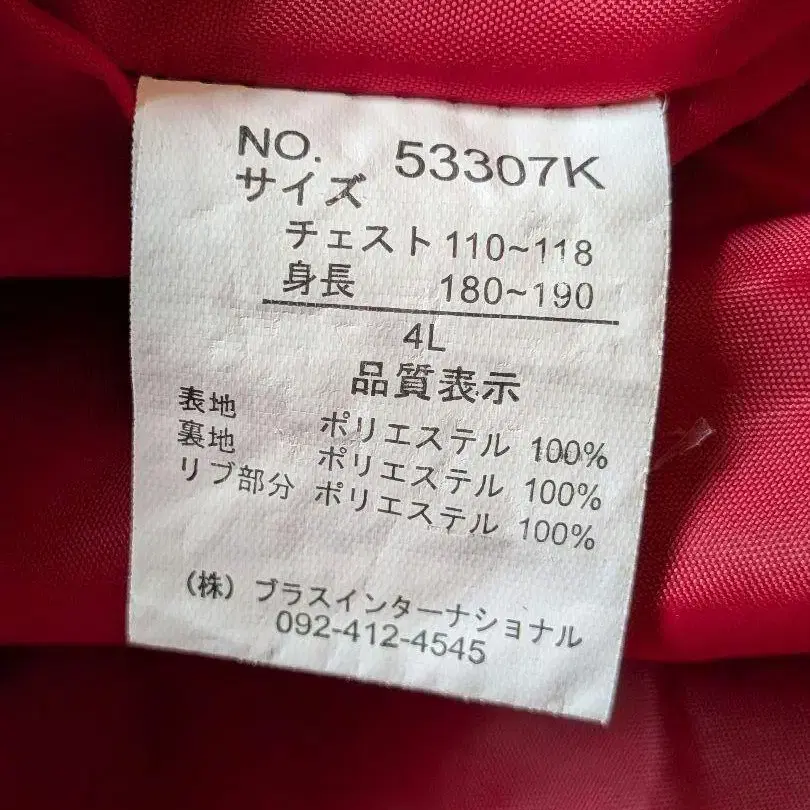 NO. 53307K
サイズ
チェスト 110~118
身長 180~190
4L
品質表示
表地 ポリエステル 100%
裏地 ポリエステル 100%
リブ部分 ポリエステル 100%
（株）ブラスインターナショナル
092-412-4545